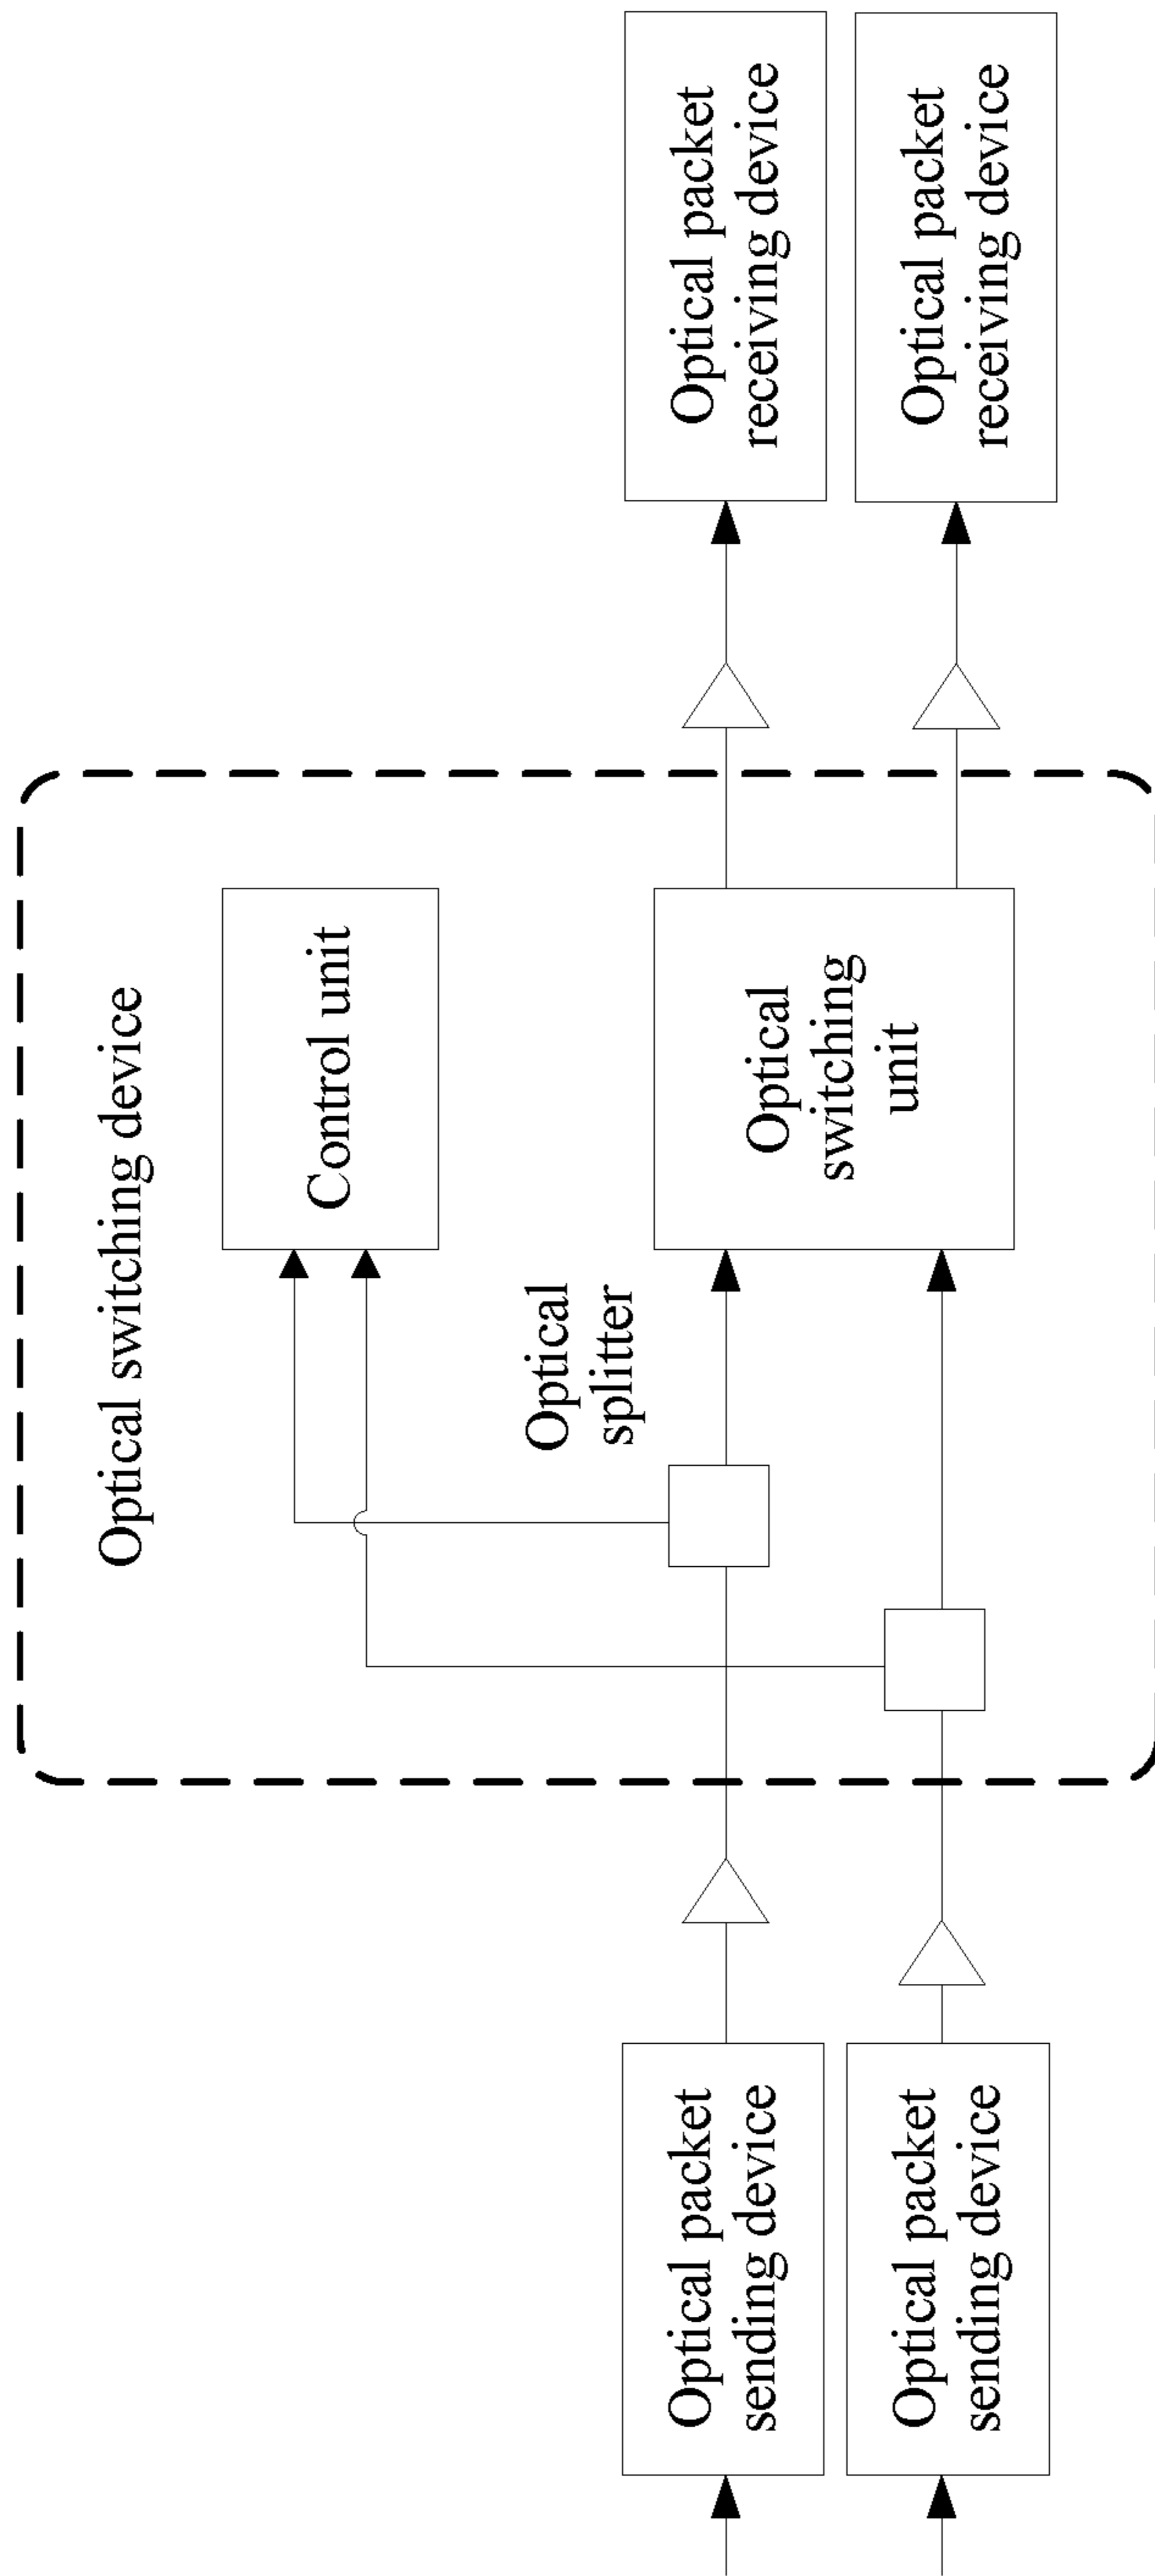 Optical switching device
Control unit
Optical
splitter
Optical packet
sending device
Optical
switching
unit
Optical packet
receiving device
Optical packet
sending device
Optical packet
receiving device